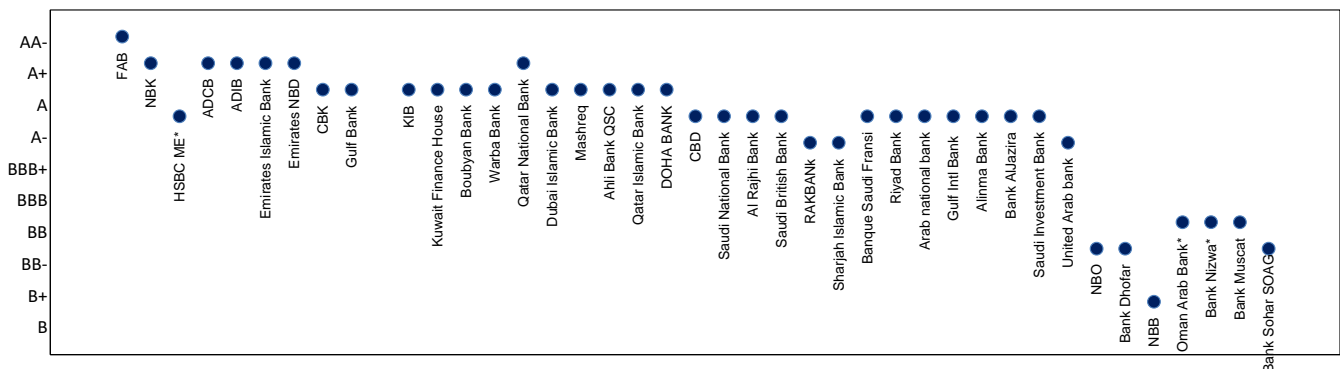 AA-
A+
A
A-
BBB+
BBB
BB
BB-
B+
B
FAB
NBK
HSBC ME*
ADCB
ADIB
Emirates Islamic Bank
Emirates NBD
CBK
Gulf Bank
KIB
Kuwait Finance House
Boubyan Bank
Warba Bank
Qatar National Bank
Dubai Islamic Bank
Mashreq
Ahli Bank QSC
Qatar Islamic Bank
DOHA BANK
CBD
Saudi National Bank
Al Rajhi Bank
Saudi British Bank
RAKBANk
Sharjah Islamic Bank
Banque Saudi Fransi
Riyad Bank
Arab national bank
Gulf Intl Bank
Alinma Bank
Bank AlJazira
Saudi Investment Bank
United Arab bank
NBO
Bank Dhofar
NBB
Oman Arab Bank*
Bank Nizwa*
Bank Muscat
Bank Sohar SOAG